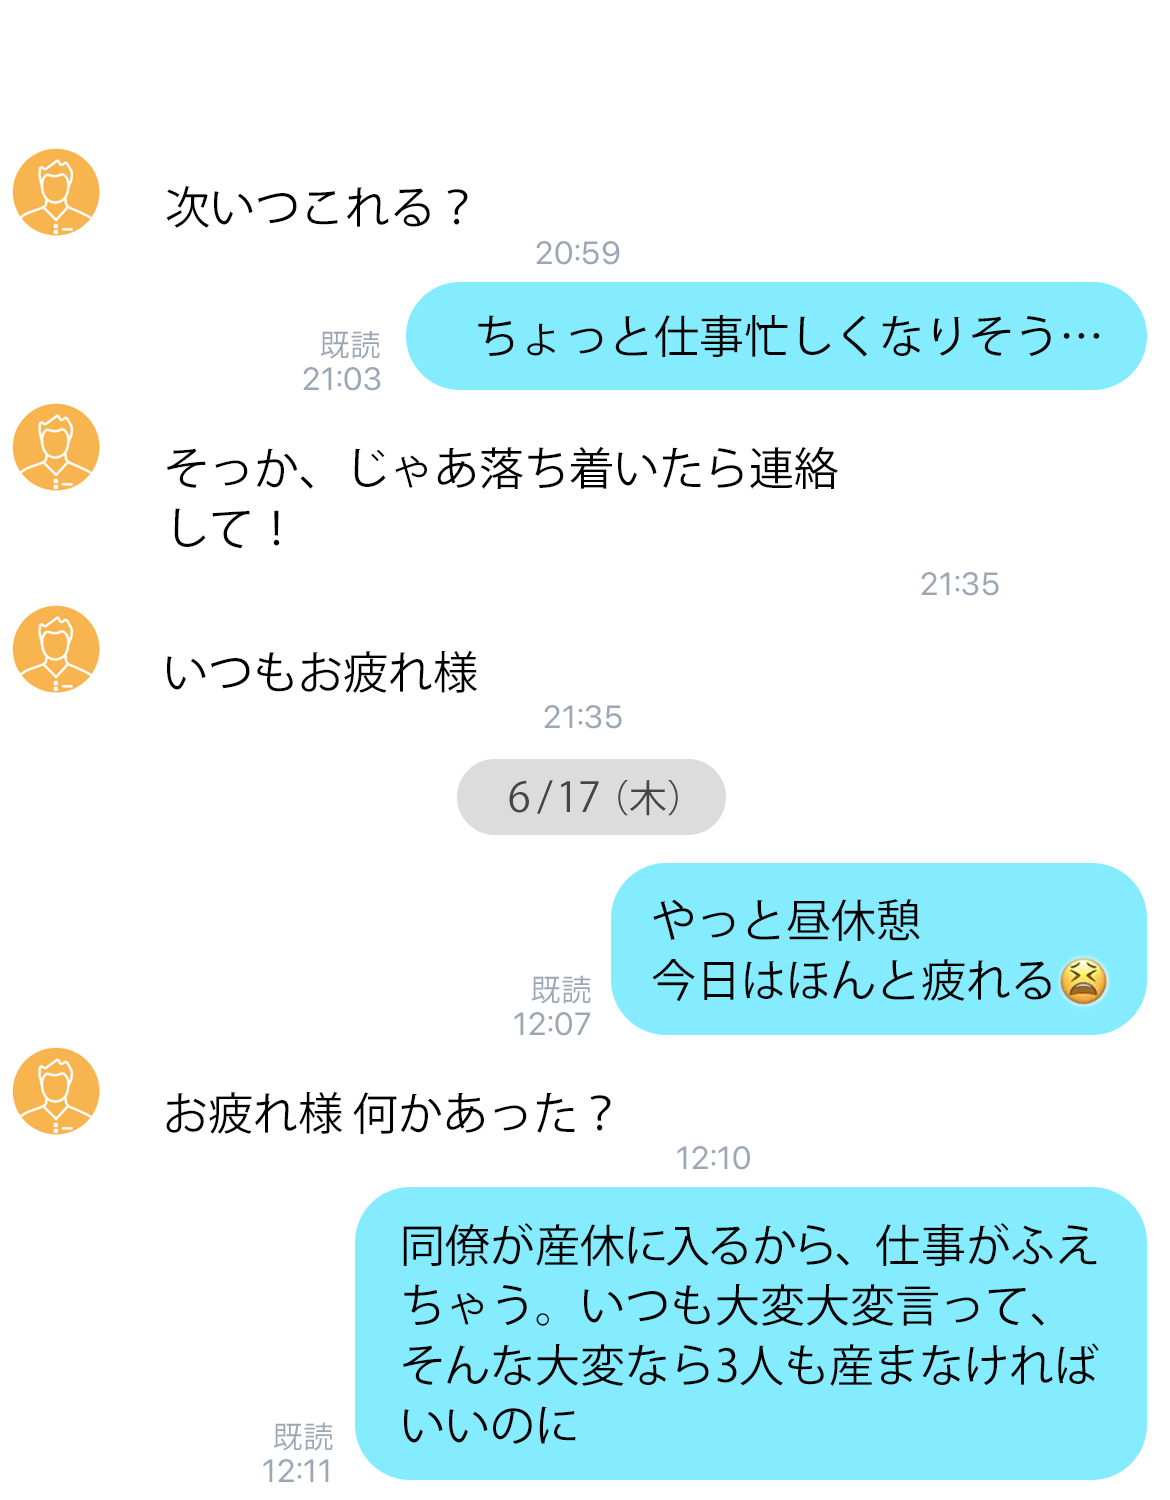 次いつこれる？
20:59
ちょっと仕事忙しくなりそう…
既読
21:03
そっか、じゃあ落ち着いたら連絡
して！
21:35
いつもお疲れ様
21:35
6/17（木）
やっと昼休憩
今日はほんと疲れる😫
既読
12:07
お疲れ様 何かあった？
12:10
同僚が産休に入るから、仕事がふえ
ちゃう。いつも大変大変言って、
そんな大変なら3人も産まなければ
いいのに
既読
12:11